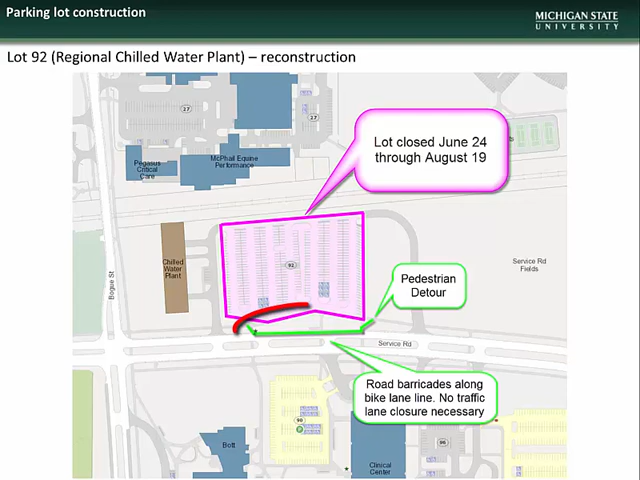 Parking lot construction
MICHIGAN STATE
UNIVERSITY
Lot 92 (Regional Chilled Water Plant) – reconstruction
27
27
Lot closed June 24
through August 19
Pegasus
Critical
Care
McPhail Equine
Performance
Chilled
Water
Plant
92
Bogue St
Service Rd
Fields
Pedestrian
Detour
Service Rd
Road barricades along
bike lane line. No traffic
lane closure necessary
Bott
99
P
96
Clinical
Center